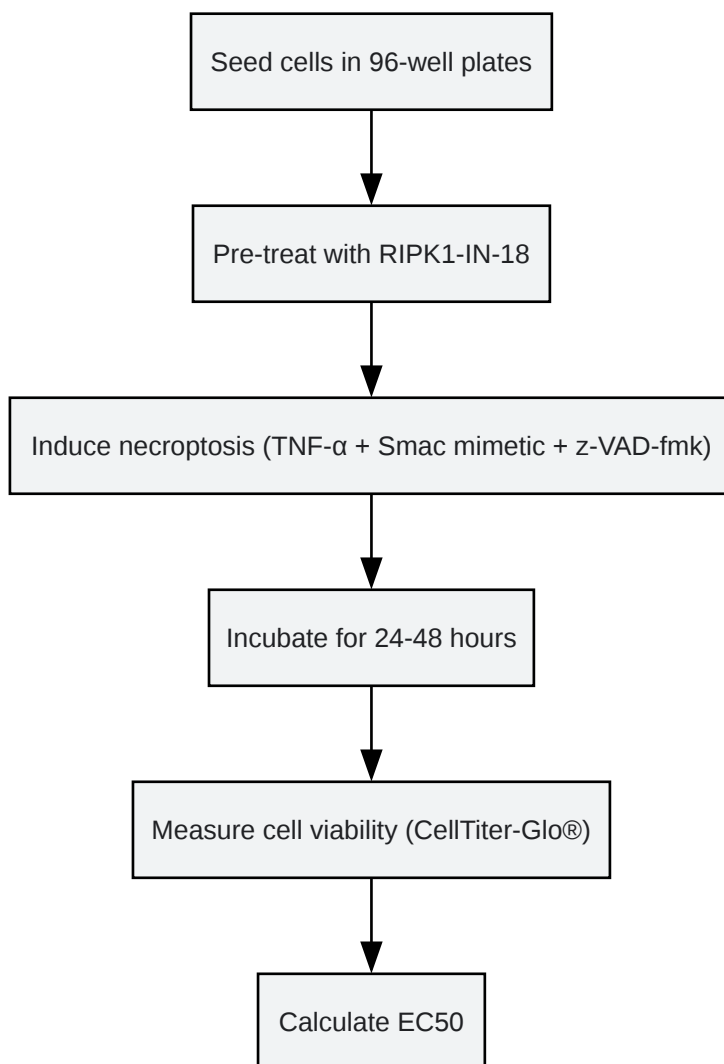 Seed cells in 96-well plates
Pre-treat with RIPK1-IN-18
Induce necroptosis (TNF-α + Smac mimetic + z-VAD-fmk)
Incubate for 24-48 hours
Measure cell viability (CellTiter-Glo®)
Calculate EC50